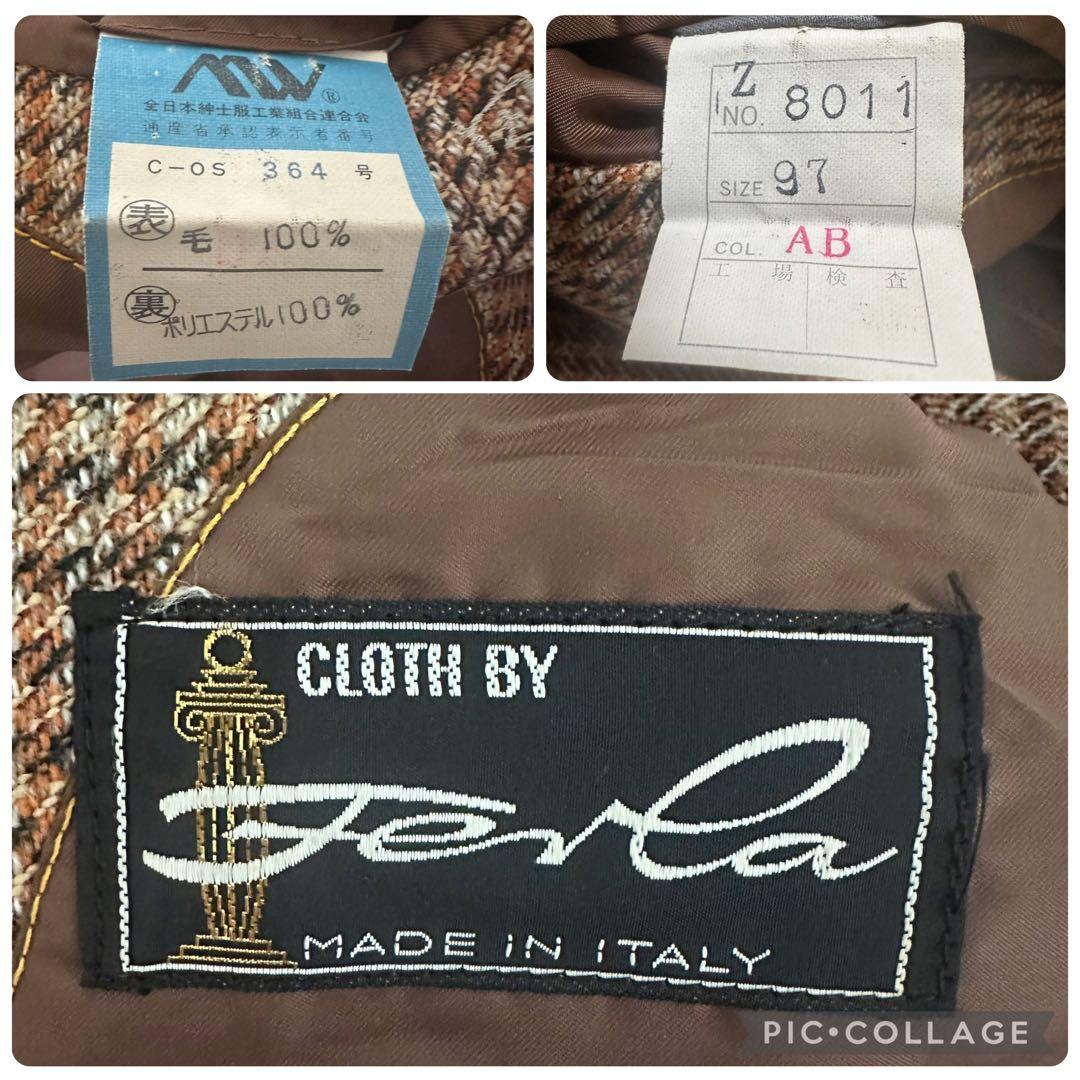 MW®
全日本紳士服工業組合連合会
通産省承認表示者番号
C-OS 364 号
表 毛 100%
裏 ポリエステル100%
Z
NO. 8011
SIZE 97
COL. AB
工場検査
CLOTH BY
Ferla
MADE IN ITALY
PIC•COLLAGE